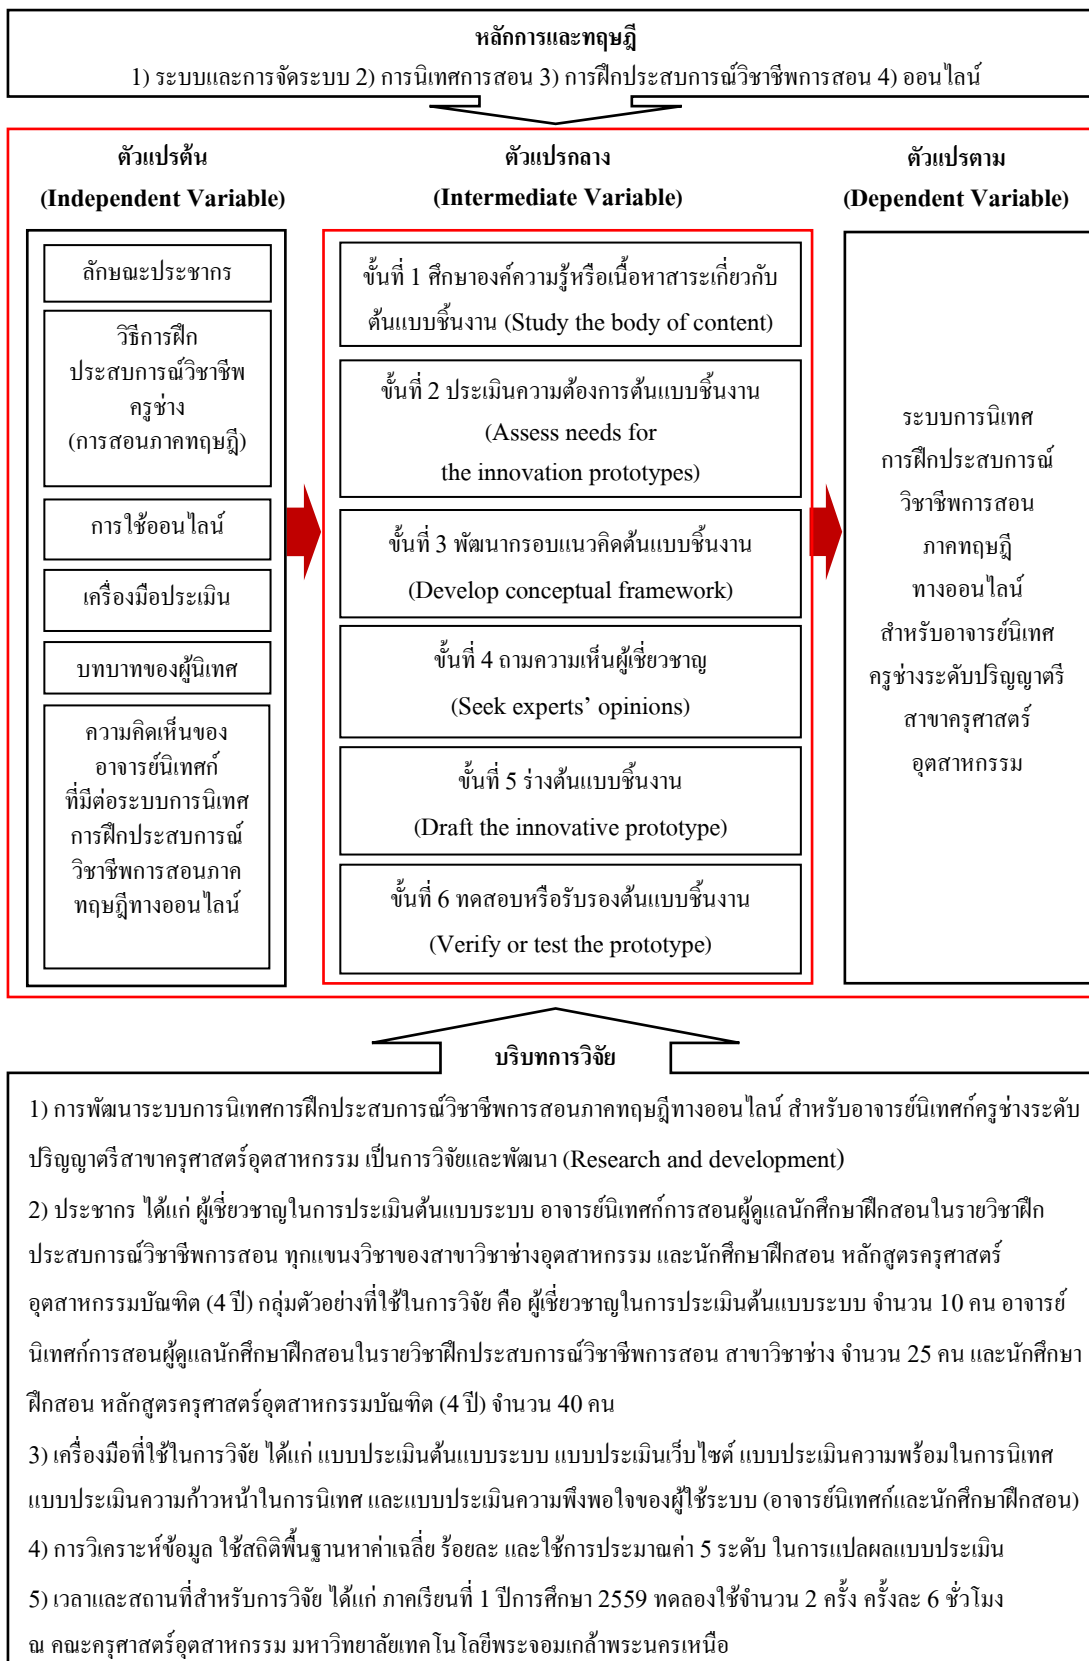 หลักการและทฤษฎี
1) ระบบและการจัดระบบ 2) การนิเทศการสอน 3) การฝึกประสบการณ์วิชาชีพการสอน 4) ออนไลน์
ตัวแปรต้น
(Independent Variable)
ลักษณะประชากร
วิธีการฝึก
ประสบการณ์วิชาชีพ
ครูช่าง
(การสอนภาคทฤษฎี)
การใช้ออนไลน์
เครื่องมือประเมิน
บทบาทของผู้นิเทศ
ความคิดเห็นของ
อาจารย์นิเทศก์
ที่มีต่อระบบการนิเทศ
การฝึกประสบการณ์
วิชาชีพการสอนภาค
ทฤษฎีทางออนไลน์
ตัวแปรกลาง
(Intermediate Variable)
ขั้นที่ 1 ศึกษาองค์ความรู้หรือเนื้อหาสาระเกี่ยวกับ
ต้นแบบชิ้นงาน (Study the body of content)
ขั้นที่ 2 ประเมินความต้องการต้นแบบชิ้นงาน
(Assess needs for
the innovation prototypes)
ขั้นที่ 3 พัฒนากรอบแนวคิดต้นแบบชิ้นงาน
(Develop conceptual framework)
ขั้นที่ 4 ถามความเห็นผู้เชี่ยวชาญ
(Seek experts’ opinions)
ขั้นที่ 5 ร่างต้นแบบชิ้นงาน
(Draft the innovative prototype)
ขั้นที่ 6 ทดสอบหรือรับรองต้นแบบชิ้นงาน
(Verify or test the prototype)
ตัวแปรตาม
(Dependent Variable)
ระบบการนิเทศ
การฝึกประสบการณ์
วิชาชีพการสอน
ภาคทฤษฎี
ทางออนไลน์
สำหรับอาจารย์นิเทศ
ครูช่างระดับปริญญาตรี
สาขาครุศาสตร์
อุตสาหกรรม
บริบทการวิจัย
1) การพัฒนาระบบการนิเทศการฝึกประสบการณ์วิชาชีพการสอนภาคทฤษฎีทางออนไลน์ สำหรับอาจารย์นิเทศก์ครูช่างระดับ
ปริญญาตรีสาขาครุศาสตร์อุตสาหกรรม เป็นการวิจัยและพัฒนา (Research and development)
2) ประชากร ได้แก่ ผู้เชี่ยวชาญในการประเมินต้นแบบระบบ อาจารย์นิเทศก์การสอนผู้ดูแลนักศึกษาฝึกสอนในรายวิชาฝึก
ประสบการณ์วิชาชีพการสอน ทุกแขนงวิชาของสาขาวิชาช่างอุตสาหกรรม และนักศึกษาฝึกสอน หลักสูตรครุศาสตร์
อุตสาหกรรมบัณฑิต (4 ปี) กลุ่มตัวอย่างที่ใช้ในการวิจัย คือ ผู้เชี่ยวชาญในการประเมินต้นแบบระบบ จำนวน 10 คน อาจารย์
นิเทศก์การสอนผู้ดูแลนักศึกษาฝึกสอนในรายวิชาฝึกประสบการณ์วิชาชีพการสอน สาขาวิชาช่าง จำนวน 25 คน และนักศึกษา
ฝึกสอน หลักสูตรครุศาสตร์อุตสาหกรรมบัณฑิต (4 ปี) จำนวน 40 คน
3) เครื่องมือที่ใช้ในการวิจัย ได้แก่ แบบประเมินต้นแบบระบบ แบบประเมินเว็บไซต์ แบบประเมินความพร้อมในการนิเทศ
แบบประเมินความก้าวหน้าในการนิเทศ และแบบประเมินความพึงพอใจของผู้ใช้ระบบ (อาจารย์นิเทศก์และนักศึกษาฝึกสอน)
4) การวิเคราะห์ข้อมูล ใช้สถิติพื้นฐานหาค่าเฉลี่ย ร้อยละ และใช้การประมาณค่า 5 ระดับ ในการแปลผลแบบประเมิน
5) เวลาและสถานที่สำหรับการวิจัย ได้แก่ ภาคเรียนที่ 1 ปีการศึกษา 2559 ทดลองใช้จำนวน 2 ครั้ง ครั้งละ 6 ชั่วโมง
ณ คณะครุศาสตร์อุตสาหกรรม มหาวิทยาลัยเทคโนโลยีพระจอมเกล้าพระนครเหนือ